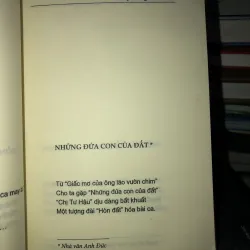 NHỮNG ĐỨA CON CỦA ĐẤT.*
Từ "Giấc mơ của ông lão vườn chim"
Cho ta gặp "Những đứa con của đất"
"Chị Tư Hậu" dịu dàng bất khuất
Một tượng đài "Hòn đất" hóa bài ca.
* Nhà văn Anh Đức